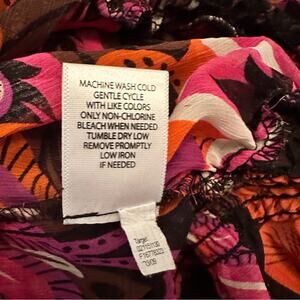 MACHINE WASH COLD
GENTLE CYCLE
WITH LIKE COLORS
ONLY NON-CHLORINE
BLEACH WHEN NEEDED
TUMBLE DRY LOW
REMOVE PROMPTLY
LOW IRON
IF NEEDED
Target